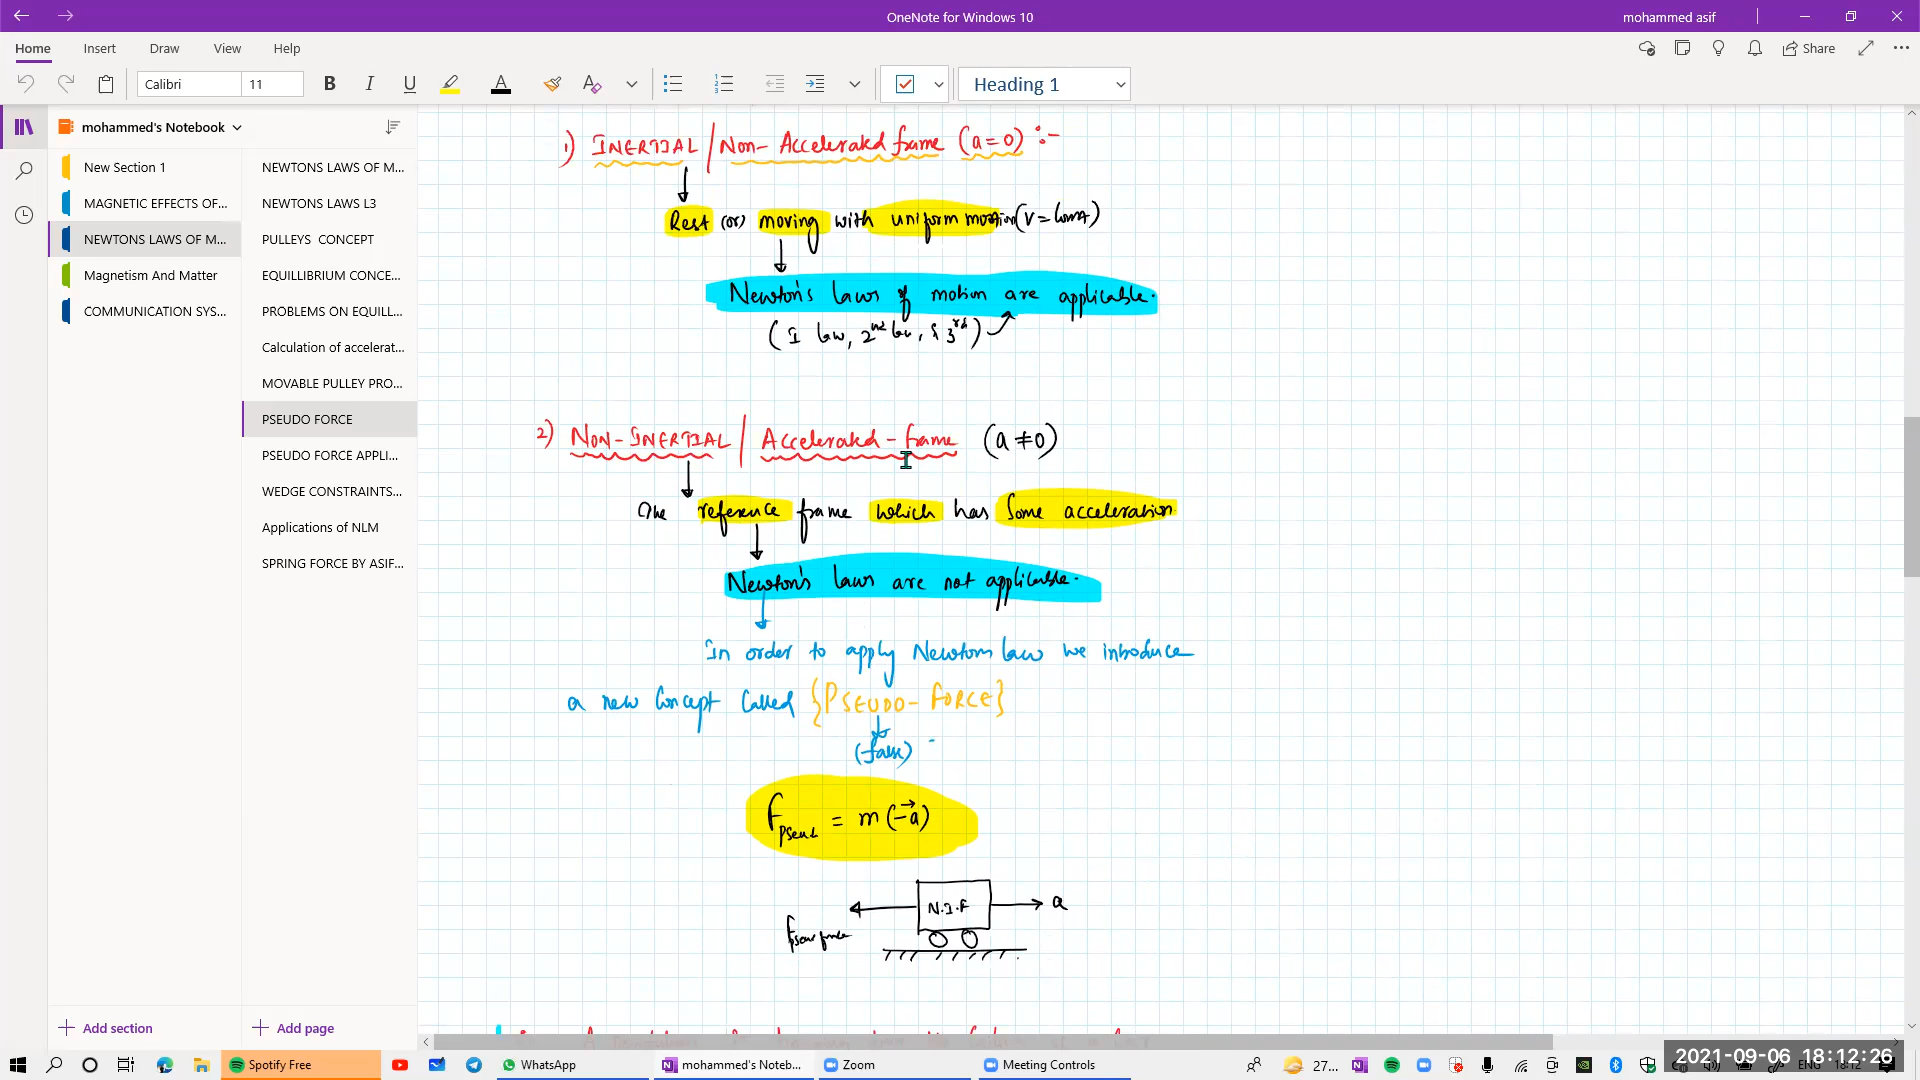 OneNote for Windows 10
mohammed asif
Home Insert Draw View Help
Share
Calibri 11 B I U A Heading 1
mohammed's Notebook
New Section 1
MAGNETIC EFFECTS OF...
NEWTONS LAWS OF M...
Magnetism And Matter
COMMUNICATION SYS...
NEWTONS LAWS OF M...
NEWTONS LAWS L3
PULLEYS CONCEPT
EQUILLIBRIUM CONCE...
PROBLEMS ON EQUILL...
Calculation of accelerat...
MOVABLE PULLEY PRO...
PSEUDO FORCE
PSEUDO FORCE APPLI...
WEDGE CONSTRAINTS...
Applications of NLM
SPRING FORCE BY ASIF...
Add section
Add page
1) INERTIAL / Non-Accelerated frame (a=0) :-
Rest (or) moving with uniform motion (v = const)
Newton's laws of motion are applicable.
(I law, 2nd law, & 3rd)
2) NON-INERTIAL / Accelerated-frame (a≠0)
The reference frame which has some acceleration.
Newton's laws are not applicable.
In order to apply Newtons law we introduce
a new concept called {PSEUDO-FORCE}
(false)
F pseudo = m(-a)
N.I.F a
Spotify Free
WhatsApp
mohammed's Noteb...
Zoom
Meeting Controls
27...
ENG
18:12
2021-09-06 18:12:26